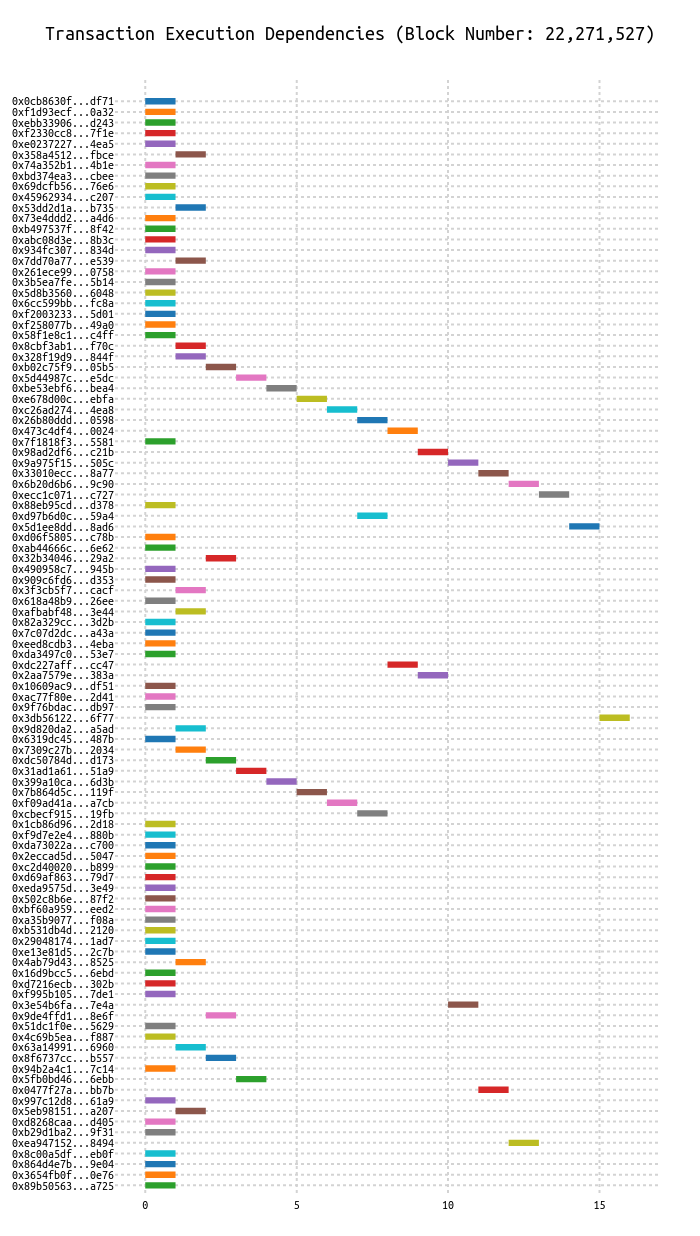 Transaction Execution Dependencies (Block Number: 22,271,527)
0x0cb8630f...df71
0xf1d93ecf...0a32
0xebb33906...d243
0xf2330cc8...7f1e
0xe0237227...4ea5
0x358a4512...fbce
0x74a352b1...4b1e
0xbd374ea3...cbee
0x69dcfb56...76e6
0x45962934...c207
0x53dd2d1a...b735
0x73e4ddd2...a4d6
0xb497537f...8f42
0xabc08d3e...8b3c
0x934fc307...834d
0x7dd70a77...e539
0x261ece99...0758
0x3b5ea7fe...5b14
0x5d8b3560...6048
0x6cc599bb...fc8a
0xf2003233...5d01
0xf258077b...49a0
0x58f1e8c1...c4ff
0x8cbf3ab1...f70c
0x328f19d9...844f
0xb02c75f9...05b5
0x5d44987c...e5dc
0xbe53ebf6...bea4
0xe678d00c...ebfa
0xc26ad274...4ea8
0x26b80ddd...0598
0x473c4df4...0024
0x7f1818f3...5581
0x98ad2df6...c21b
0x9a975f15...505c
0x33010ecc...8a77
0x6b20d6b6...9c90
0xecc1c071...c727
0x88eb95cd...d378
0xd97b6d0c...59a4
0x5d1ee8dd...8ad6
0xd06f5805...c78b
0xab44666c...6e62
0x32b34046...29a2
0x490958c7...945b
0x909c6fd6...d353
0x3f3cb5f7...cacf
0x618a48b9...26ee
0xafbabf48...3e44
0x82a329cc...3d2b
0x7c07d2dc...a43a
0xeed8cdb3...4eba
0xda3497c0...53e7
0xdc227aff...cc47
0x2aa7579e...383a
0x10609ac9...df51
0xac77f80e...2d41
0x9f76bdac...db97
0x3db56122...6f77
0x9d820da2...a5ad
0x6319dc45...487b
0x7309c27b...2034
0xdc50784d...d173
0x31ad1a61...51a9
0x399a10ca...6d3b
0x7b864d5c...119f
0xf09ad41a...a7cb
0xcbecf915...19fb
0x1cb86d96...2d18
0xf9d7e2e4...880b
0xda73022a...c700
0x2eccad5d...5047
0xc2d40020...b899
0xd69af863...79d7
0xeda9575d...3e49
0x502c8b6e...87f2
0xbf60a959...eed2
0xa35b9077...f08a
0xb531db4d...2120
0x29048174...1ad7
0xe13e81d5...2c7b
0x4ab79d43...8525
0x16d9bcc5...6ebd
0xd7216ecb...302b
0xf995b105...7de1
0x3e54b6fa...7e4a
0x9de4ffd1...8e6f
0x51dc1f0e...5629
0x4c69b5ea...f887
0x63a14991...6960
0x8f6737cc...b557
0x94b2a4c1...7c14
0x5fb0bd46...6ebb
0x0477f27a...bb7b
0x997c12d8...61a9
0x5eb98151...a207
0xd8268caa...d405
0xb29d1ba2...9f31
0xea947152...8494
0x8c00a5df...eb0f
0x864d4e7b...9e04
0x3654fb0f...0e76
0x89b50563...a725
0 5 10 15